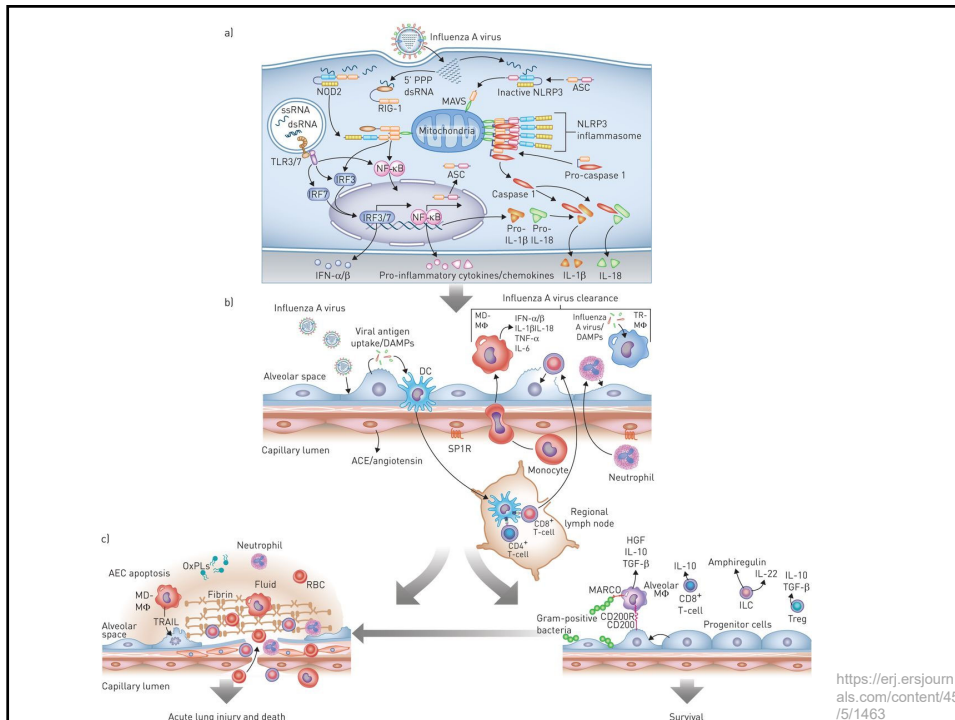 a)
Influenza A virus
NOD2
5' PPP
dsRNA
RIG-1
MAVS
Inactive NLRP3
ASC
ssRNA
dsRNA
TLR3/7
Mitochondria
NLRP3
inflammasome
IRF3
IRF7
NF-κB
ASC
Pro-caspase 1
Caspase 1
IRF3/7
NF-κB
Pro-
IL-1β
Pro-
IL-18
IFN-α/β
Pro-inflammatory cytokines/chemokines
IL-1β
IL-18
b)
Influenza A virus clearance
Influenza A virus
Viral antigen
uptake/DAMPs
MD-
MΦ
IFN-α/β
IL-1βIL-18
TNF-α
IL-6
Influenza
A virus/
DAMPs
TR-
MΦ
DC
Alveolar space
Capillary lumen
ACE/angiotensin
SP1R
Monocyte
Neutrophil
Regional
lymph node
CD8+
T-cell
CD4+
T-cell
c)
Neutrophil
OxPLs
AEC apoptosis
Fluid
RBC
MD-
MΦ
Fibrin
TRAIL
Alveolar
space
Capillary lumen
Acute lung injury and death
HGF
IL-10
TGF-β
MARCO
Alveolar
MΦ
IL-10
CD8+
T-cell
Amphiregulin
IL-22
ILC
IL-10
TGF-β
Treg
Gram-positive
bacteria
CD200R
CD200
Progenitor cells
Survival
https://erj.ersjourn
als.com/content/45
/5/1463